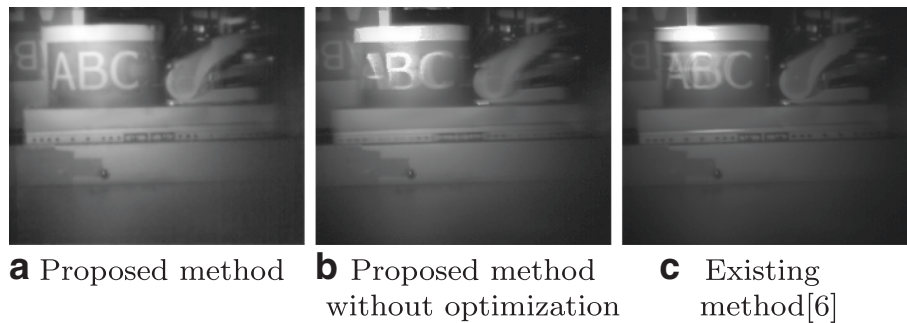 ABC
ABC
ABC
a Proposed method
b Proposed method
without optimization
c Existing
method[6]